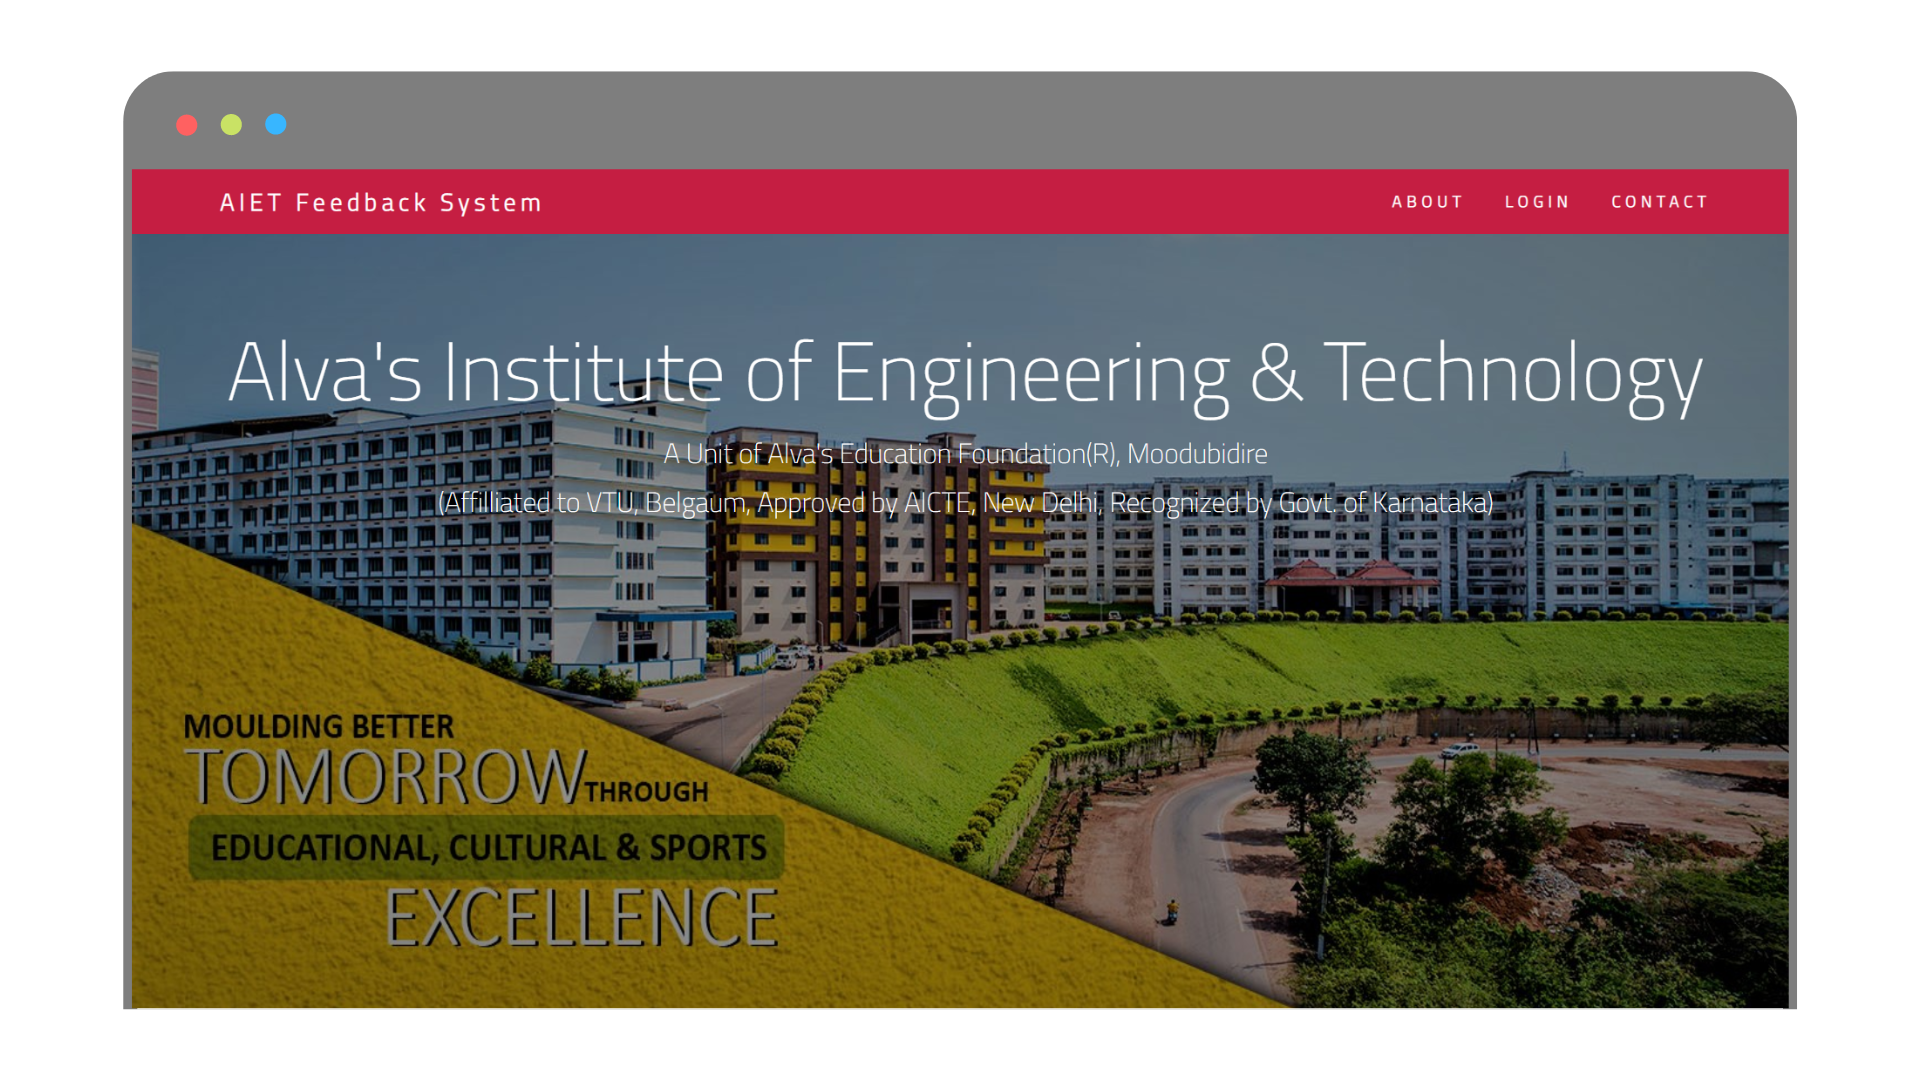 AIET Feedback System
ABOUT LOGIN CONTACT
Alva's Institute of Engineering & Technology
A Unit of Alva's Education Foundation(R), Moodubidire
(Affilliated to VTU, Belgaum, Approved by AICTE, New Delhi, Recognized by Govt. of Karnataka)
MOULDING BETTER
TOMORROW THROUGH
EDUCATIONAL, CULTURAL & SPORTS
EXCELLENCE